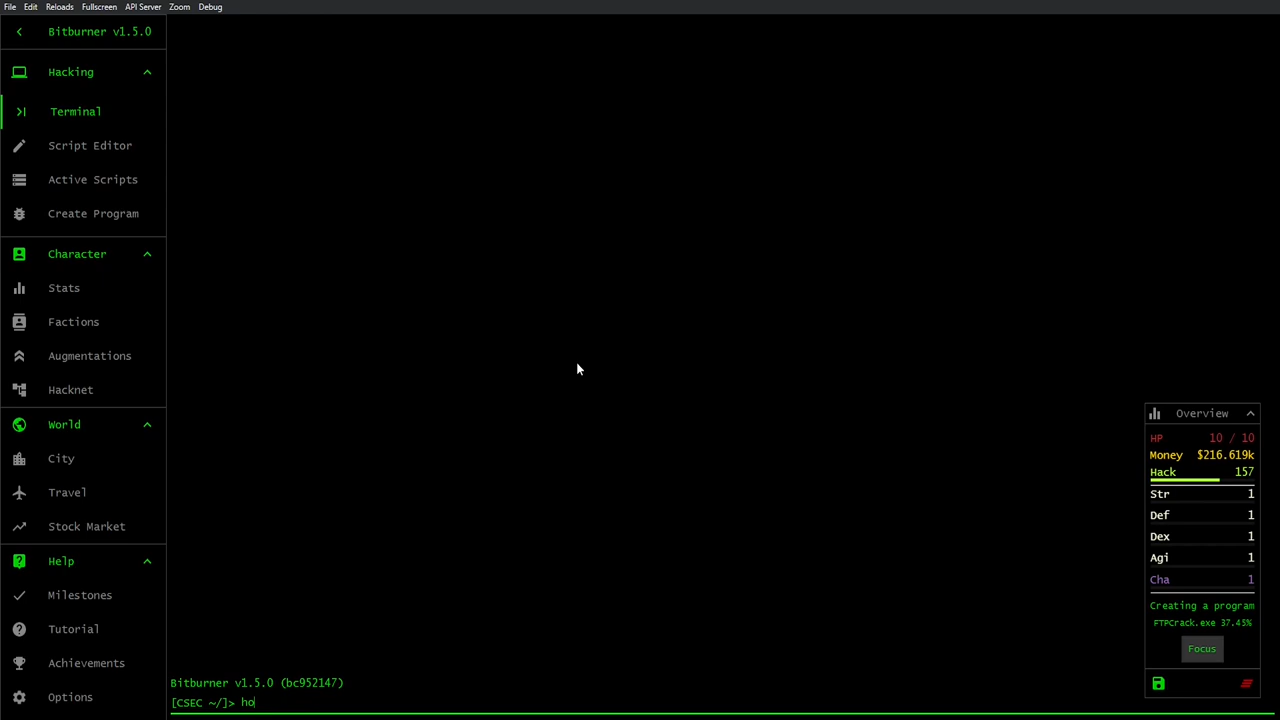 File Edit Reloads Fullscreen API Server Zoom Debug
Bitburner v1.5.0
Hacking
Terminal
Script Editor
Active Scripts
Create Program
Character
Stats
Factions
Augmentations
Hacknet
World
City
Travel
Stock Market
Help
Milestones
Tutorial
Achievements
Options
Overview
HP 10 / 10
Money $216.619k
Hack 157
Str 1
Def 1
Dex 1
Agi 1
Cha 1
Creating a program
FTPCrack.exe 37.45%
Focus
Bitburner v1.5.0 (bc952147)
[CSEC ~/]> ho